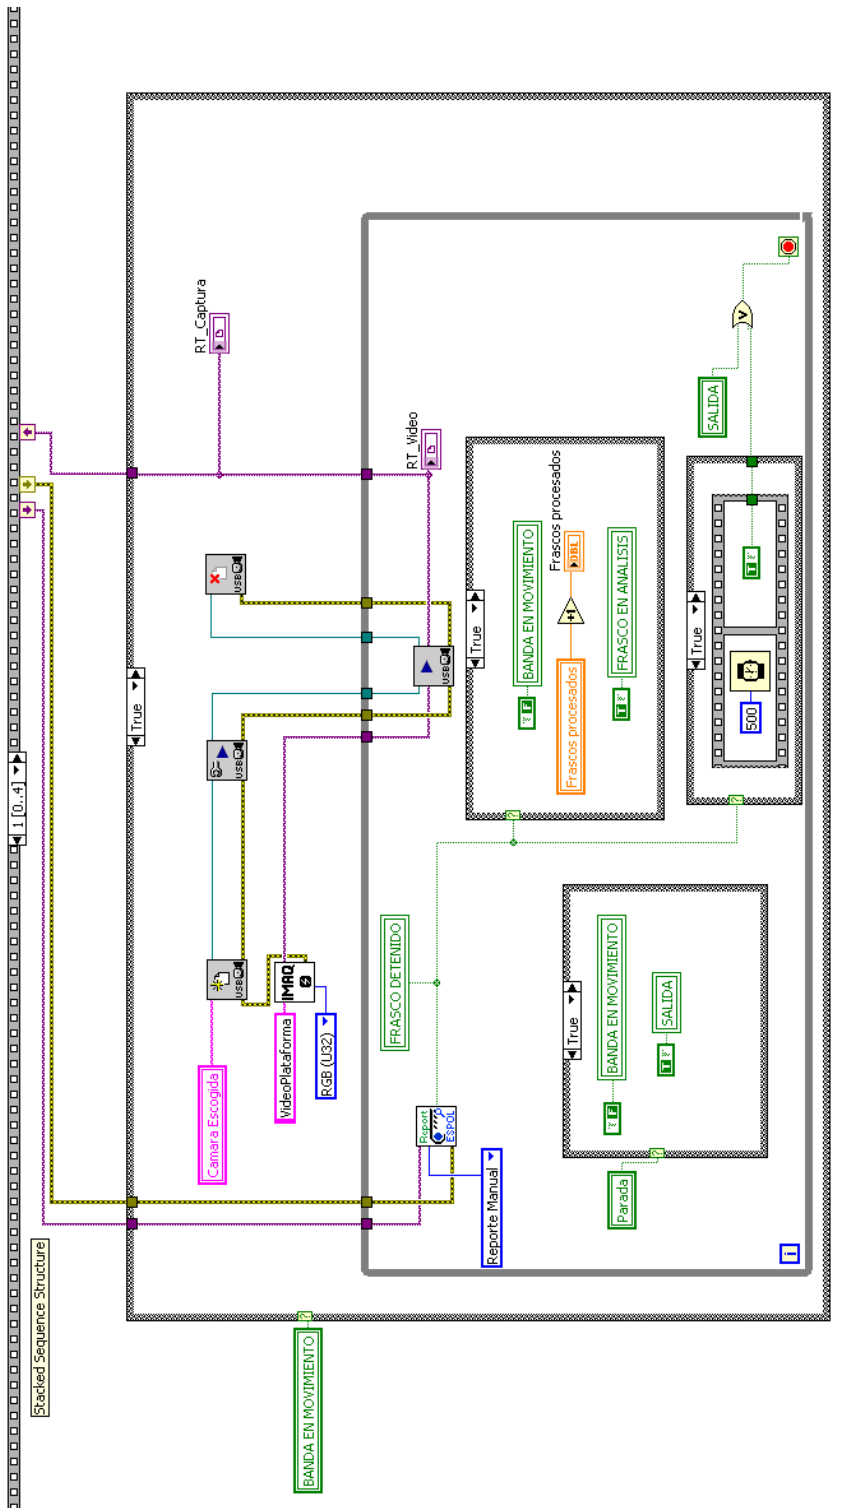 Stacked Sequence Structure
1 [0..4]
BANDA EN MOVIMIENTO
True
Camara Escogida
USB
USB
USB
RT_Captura
VideoPlataforma
IMAQ
RGB (U32)
FRASCO DETENIDO
RT_Video
Report
ESPOL
USB
Reporte Manual
True
BANDA EN MOVIMIENTO
F
Frascos procesados
+1
DBL
Frascos procesados
T
FRASCO EN ANALISIS
Parada
True
F
BANDA EN MOVIMIENTO
T
SALIDA
True
500
T
SALIDA
V
i